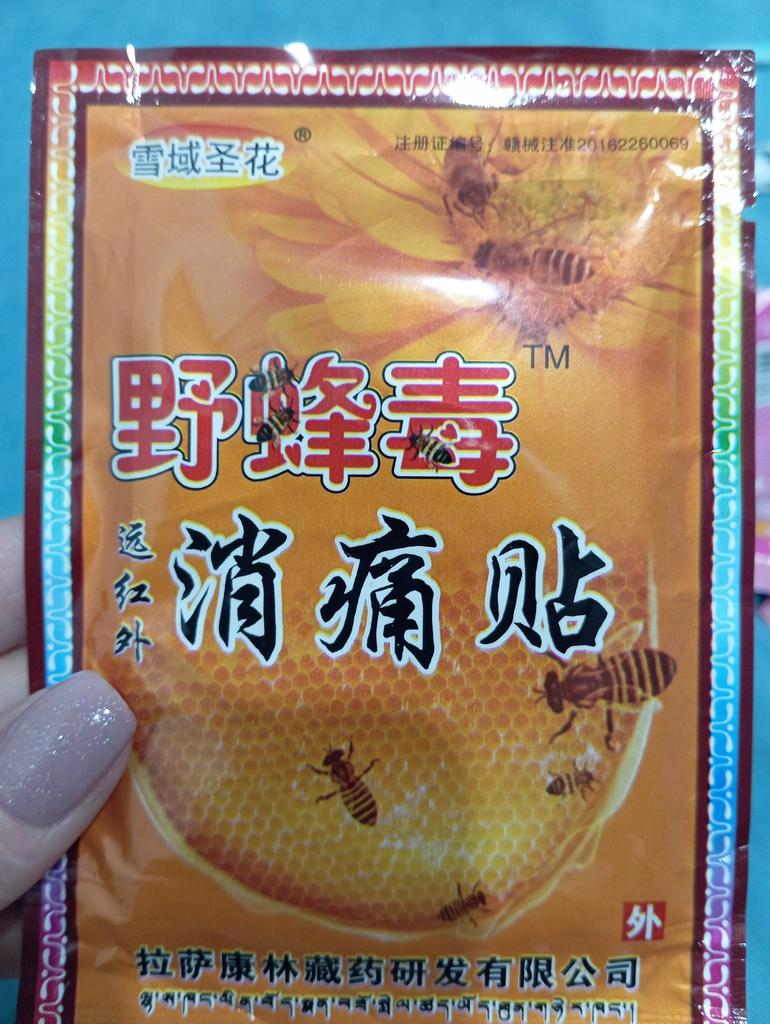 雪域圣花®
注册证编号：赣械注准20162260069
野蜂毒TM
远红外
消痛贴
外
拉萨康林藏药研发有限公司